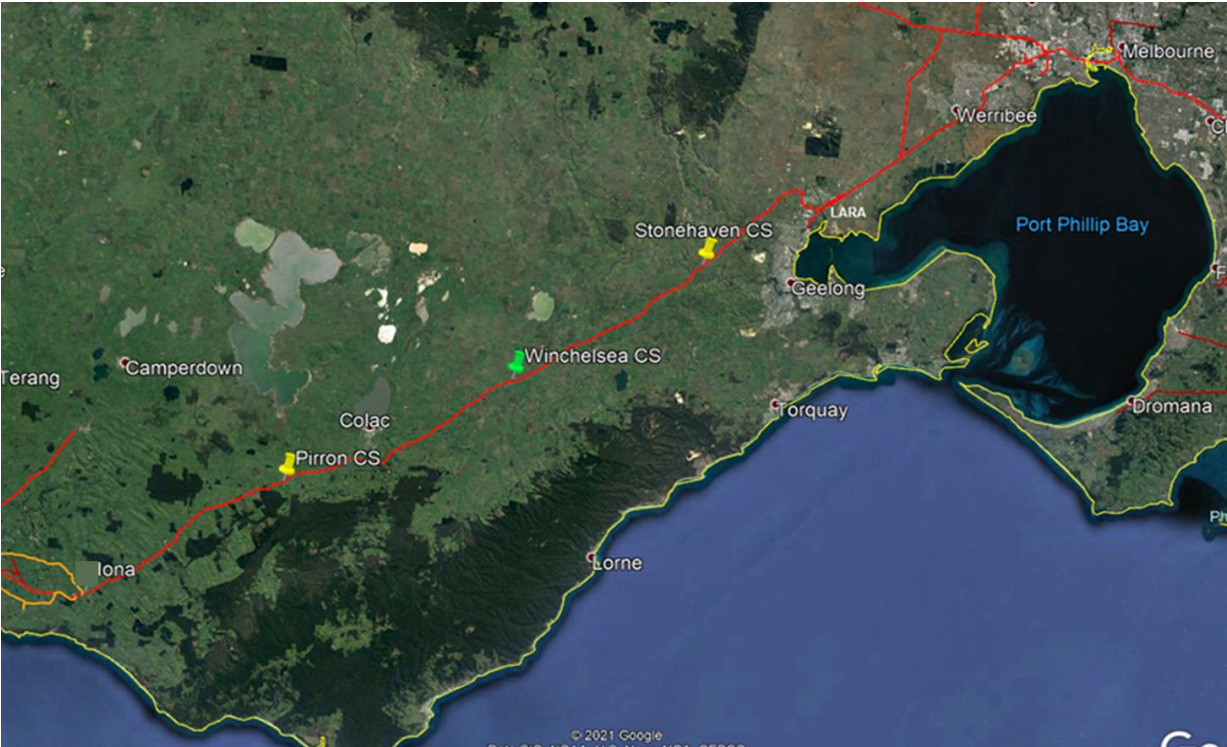 Melbourne
Werribee
LARA
Port Phillip Bay
Stonehaven CS
Geelong
Winchelsea CS
Camperdown
Terang
Torquay
Dromana
Colac
Pirron CS
Iona
Lorne
© 2021 Google